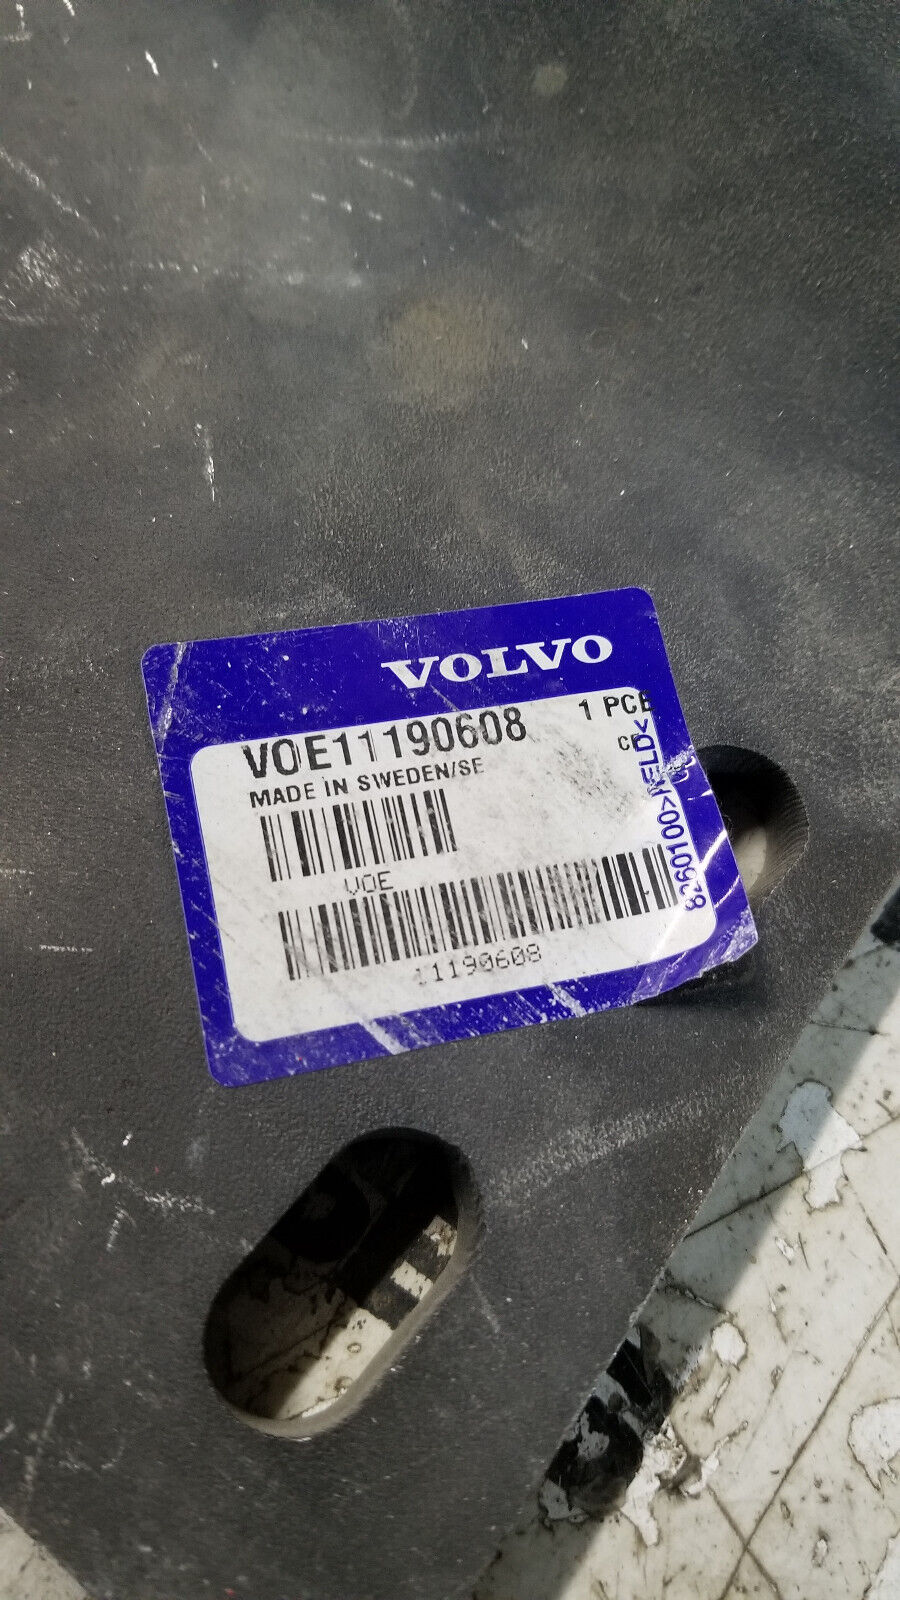 VOLVO
VOE11190608 1 PCE
MADE IN SWEDEN/SE
VOE
11190608